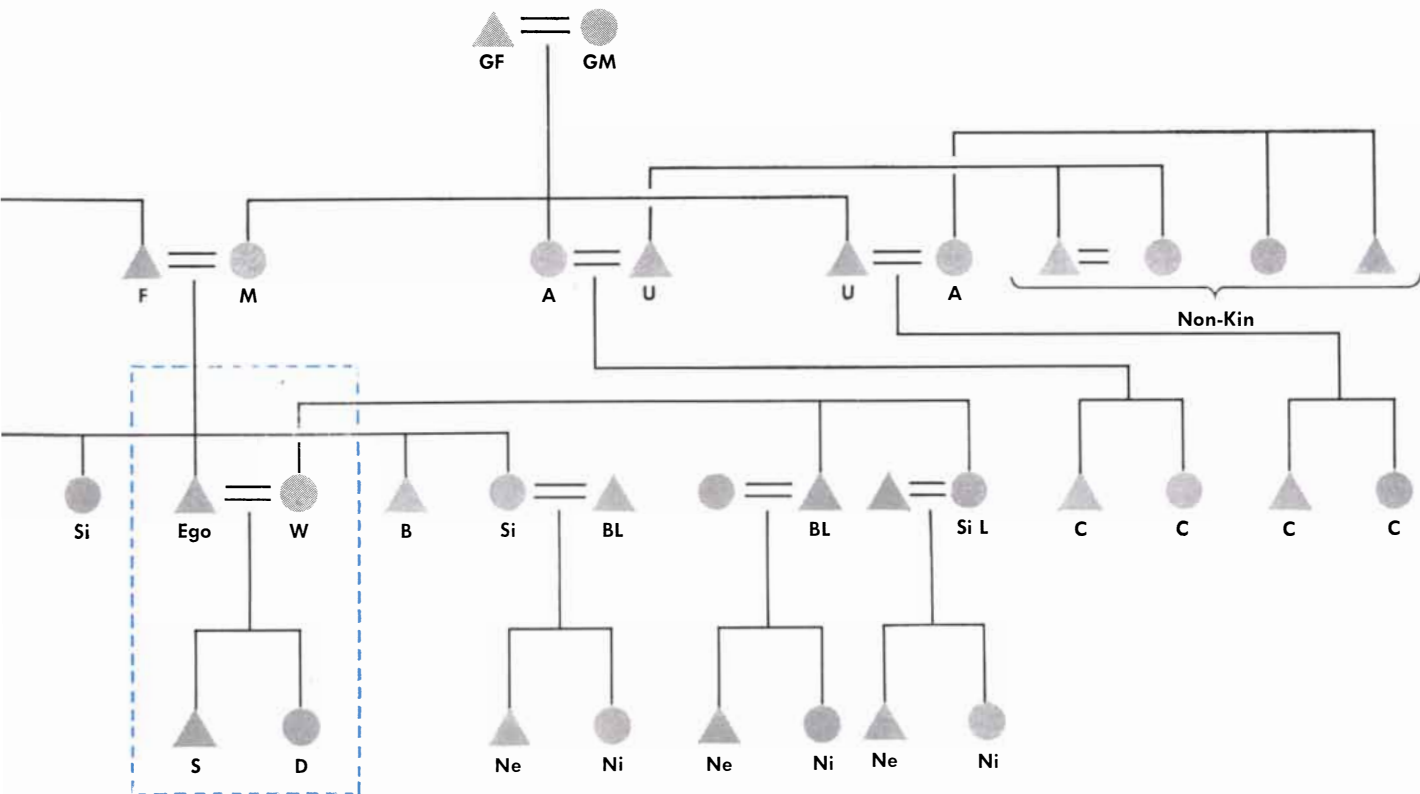 GF GM
F M A U U A
Non-Kin
Si Ego W B Si BL BL Si L C C C C
S D Ne Ni Ne Ni Ne Ni